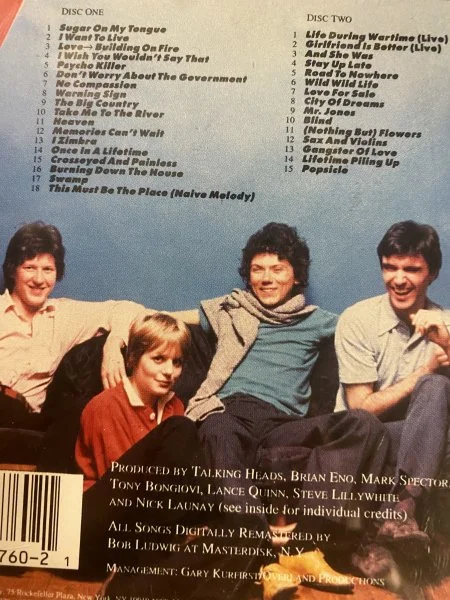 DISC ONE
1 Sugar On My Tongue
2 I Want To Live
3 Love→Building On Fire
4 I Wish You Wouldn't Say That
5 Psycho Killer
6 Don't Worry About The Government
7 No Compassion
8 Warning Sign
9 The Big Country
10 Take Me To The River
11 Heaven
12 Memories Can't Wait
13 I Zimbra
14 Once In A Lifetime
15 Crosseyed And Painless
16 Burning Down The House
17 Swamp
18 This Must Be The Place (Naive Melody)
DISC TWO
1 Life During Wartime (Live)
2 Girlfriend Is Better (Live)
3 And She Was
4 Stay Up Late
5 Road To Nowhere
6 Wild Wild Life
7 Love For Sale
8 City Of Dreams
9 Mr. Jones
10 Blind
11 (Nothing But) Flowers
12 Sax And Violins
13 Gangster Of Love
14 Lifetime Piling Up
15 Popsicle
PRODUCED BY TALKING HEADS, BRIAN ENO, MARK SPECTOR,
TONY BONGIOVI, LANCE QUINN, STEVE LILLYWHITE
AND NICK LAUNAY (see inside for individual credits)
ALL SONGS DIGITALLY REMASTERED BY
BOB LUDWIG AT MASTERDISK, N.Y.
MANAGEMENT: GARY KURFIRST/OVERLAND PRODUCTIONS
760-2 1
75 Rockefeller Plaza, New York, NY 10019